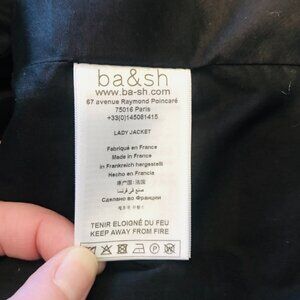 ba&sh
www.ba-sh.com
67 avenue Raymond Poincaré
75016 Paris
+33(0)145081415
LADY JACKET
Fabriqué en France
Made in France
in Frankreich hergestellt
Hecho en Francia
صنع في فرنسا
Сделано во Франции
TENIR ELOIGNÉ DU FEU
KEEP AWAY FROM FIRE